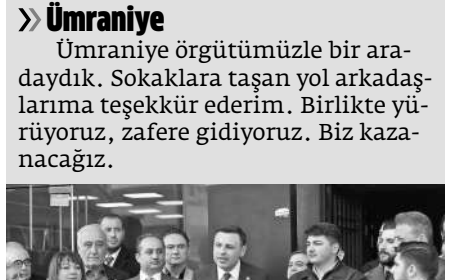 » Ümraniye
Ümraniye örgütümüzle bir ara-
daydık. Sokaklara taşan yol arkadaş-
larıma teşekkür ederim. Birlikte yü-
rüyoruz, zafere gidiyoruz. Biz kaza-
nacağız.